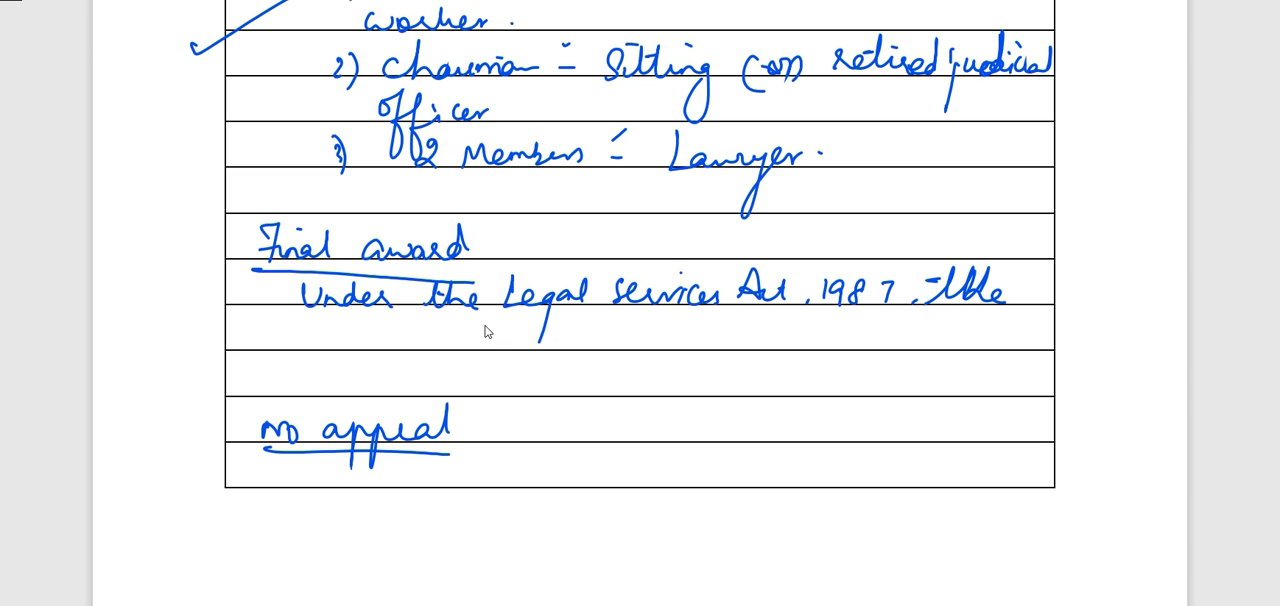 worker.
2) Chairman = Sitting (or) retired judicial
officer
3) 2 Members = Lawyer.
Final award
Under the Legal services Act, 1987, the
No appeal